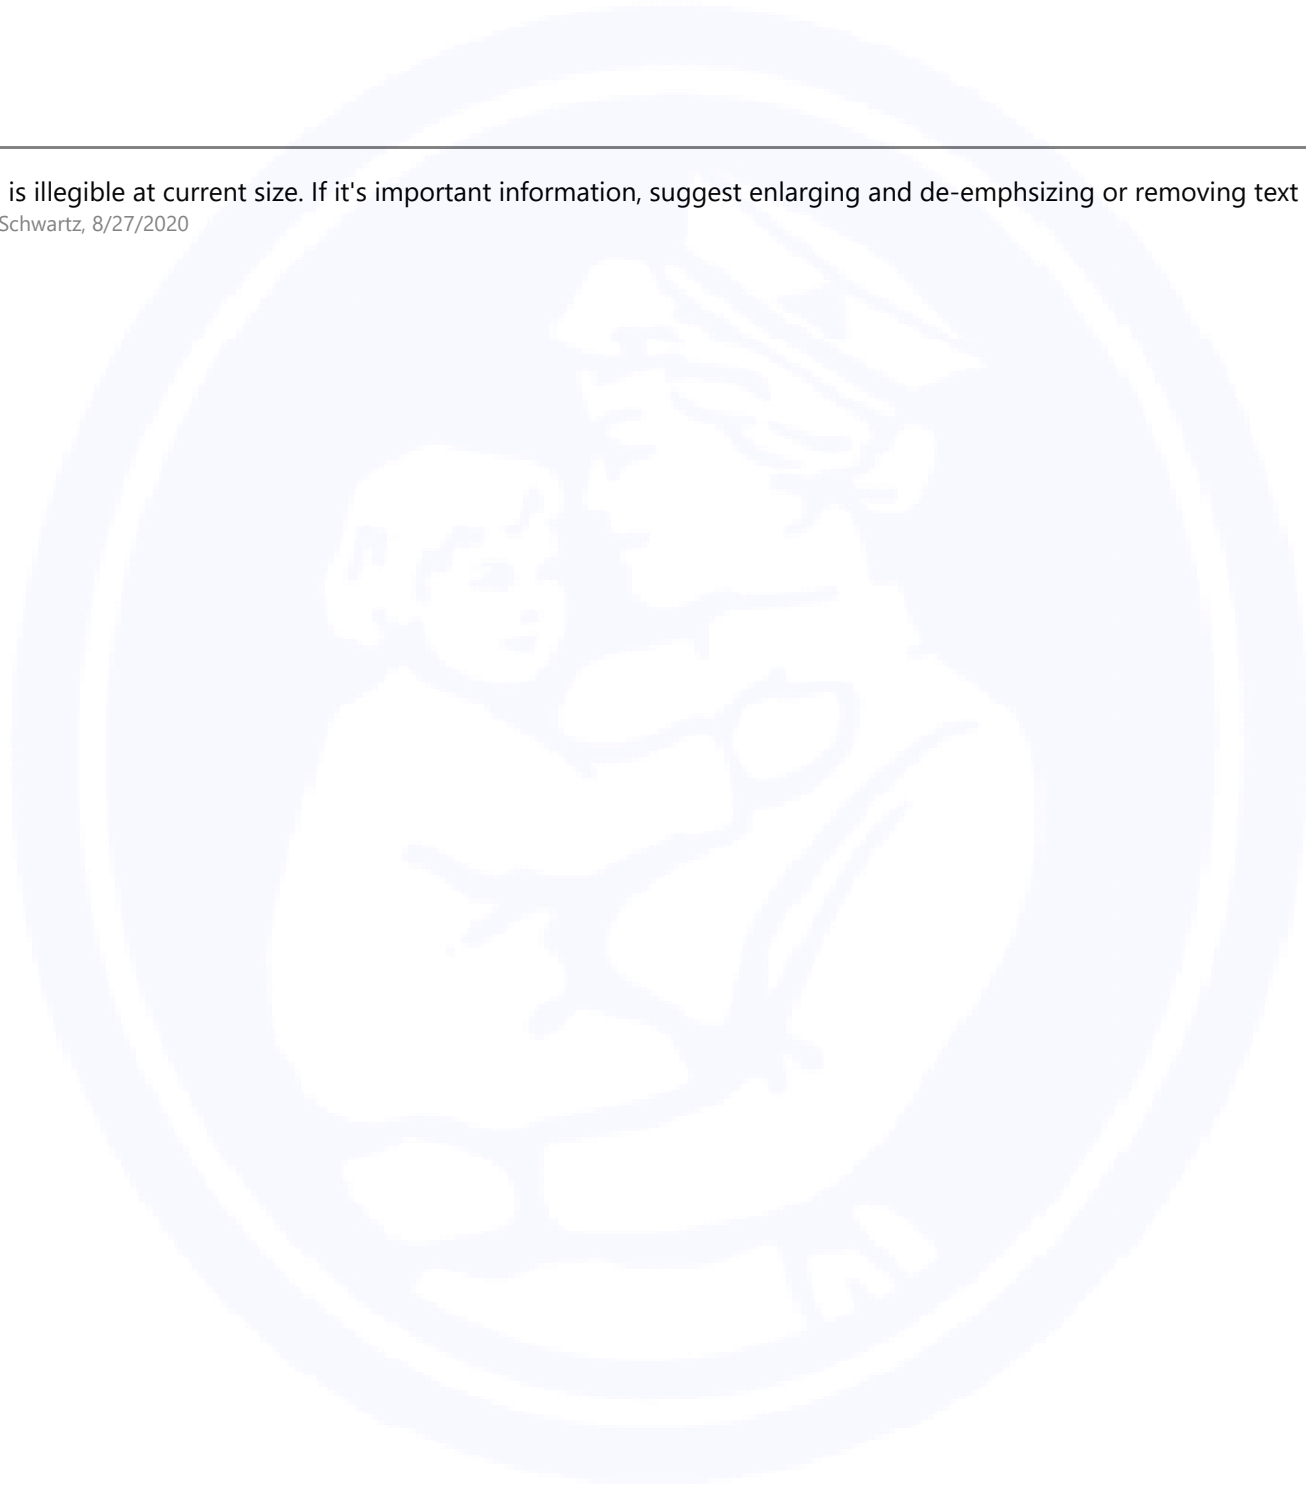 is illegible at current size. If it's important information, suggest enlarging and de-emphsizing or removing text
Schwartz, 8/27/2020